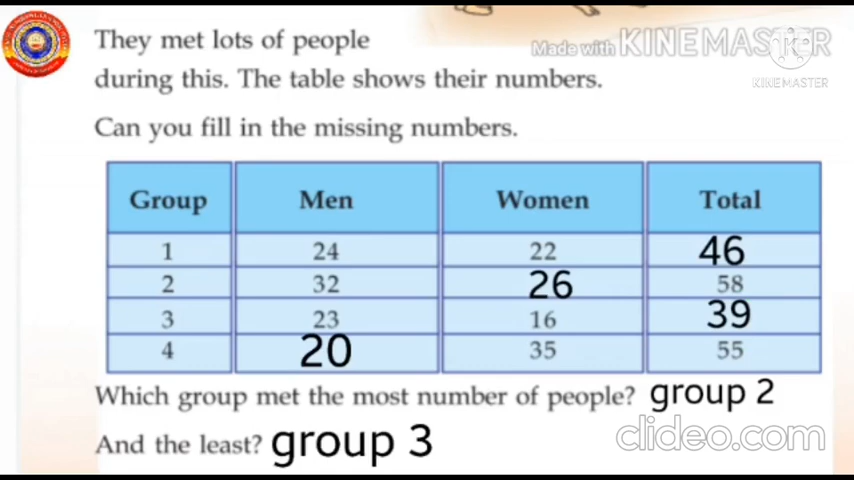 They met lots of people
Made with KINEMASTER
KINEMASTER
during this. The table shows their numbers.
Can you fill in the missing numbers.
Group Men Women Total
1 24 22 46
2 32 26 58
3 23 16 39
4 20 35 55
Which group met the most number of people? group 2
And the least? group 3
clideo.com